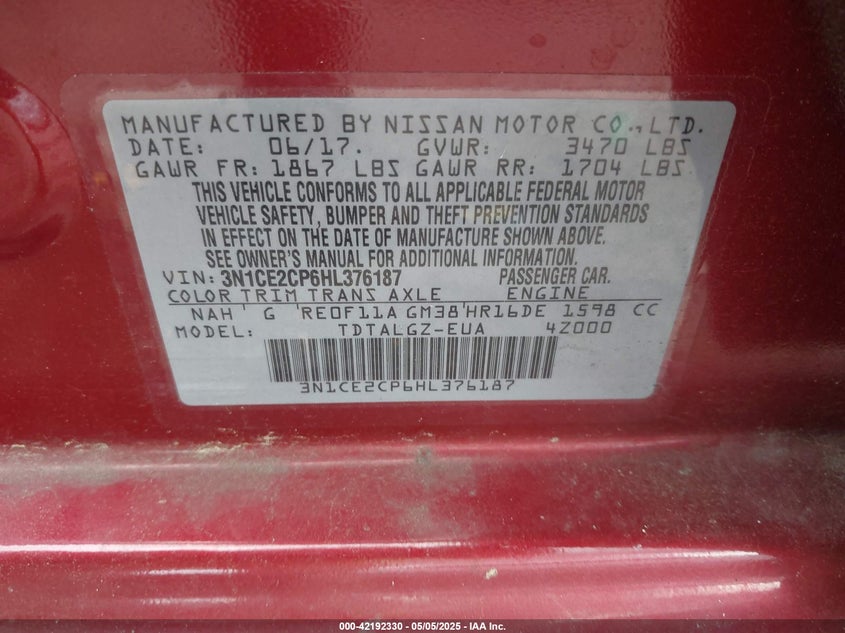 MANUFACTURED BY NISSAN MOTOR CO., LTD.
DATE: 06/17. GVWR: 3470 LBS
GAWR FR: 1867 LBS GAWR RR: 1704 LBS
THIS VEHICLE CONFORMS TO ALL APPLICABLE FEDERAL MOTOR
VEHICLE SAFETY, BUMPER AND THEFT PREVENTION STANDARDS
IN EFFECT ON THE DATE OF MANUFACTURE SHOWN ABOVE.
SEE OWNER'S MANUAL FOR ADDITIONAL INFORMATION.
VIN: 3N1CE2CP6HL376187 PASSENGER CAR.
COLOR TRIM TRANS AXLE ENGINE
NAH G RE0F11A GM38 HR16DE 1598 CC
MODEL: TDTALGZ-EUA 4Z000
3N1CE2CP6HL376187
000-42192330 - 05/05/2025 - IAA Inc.